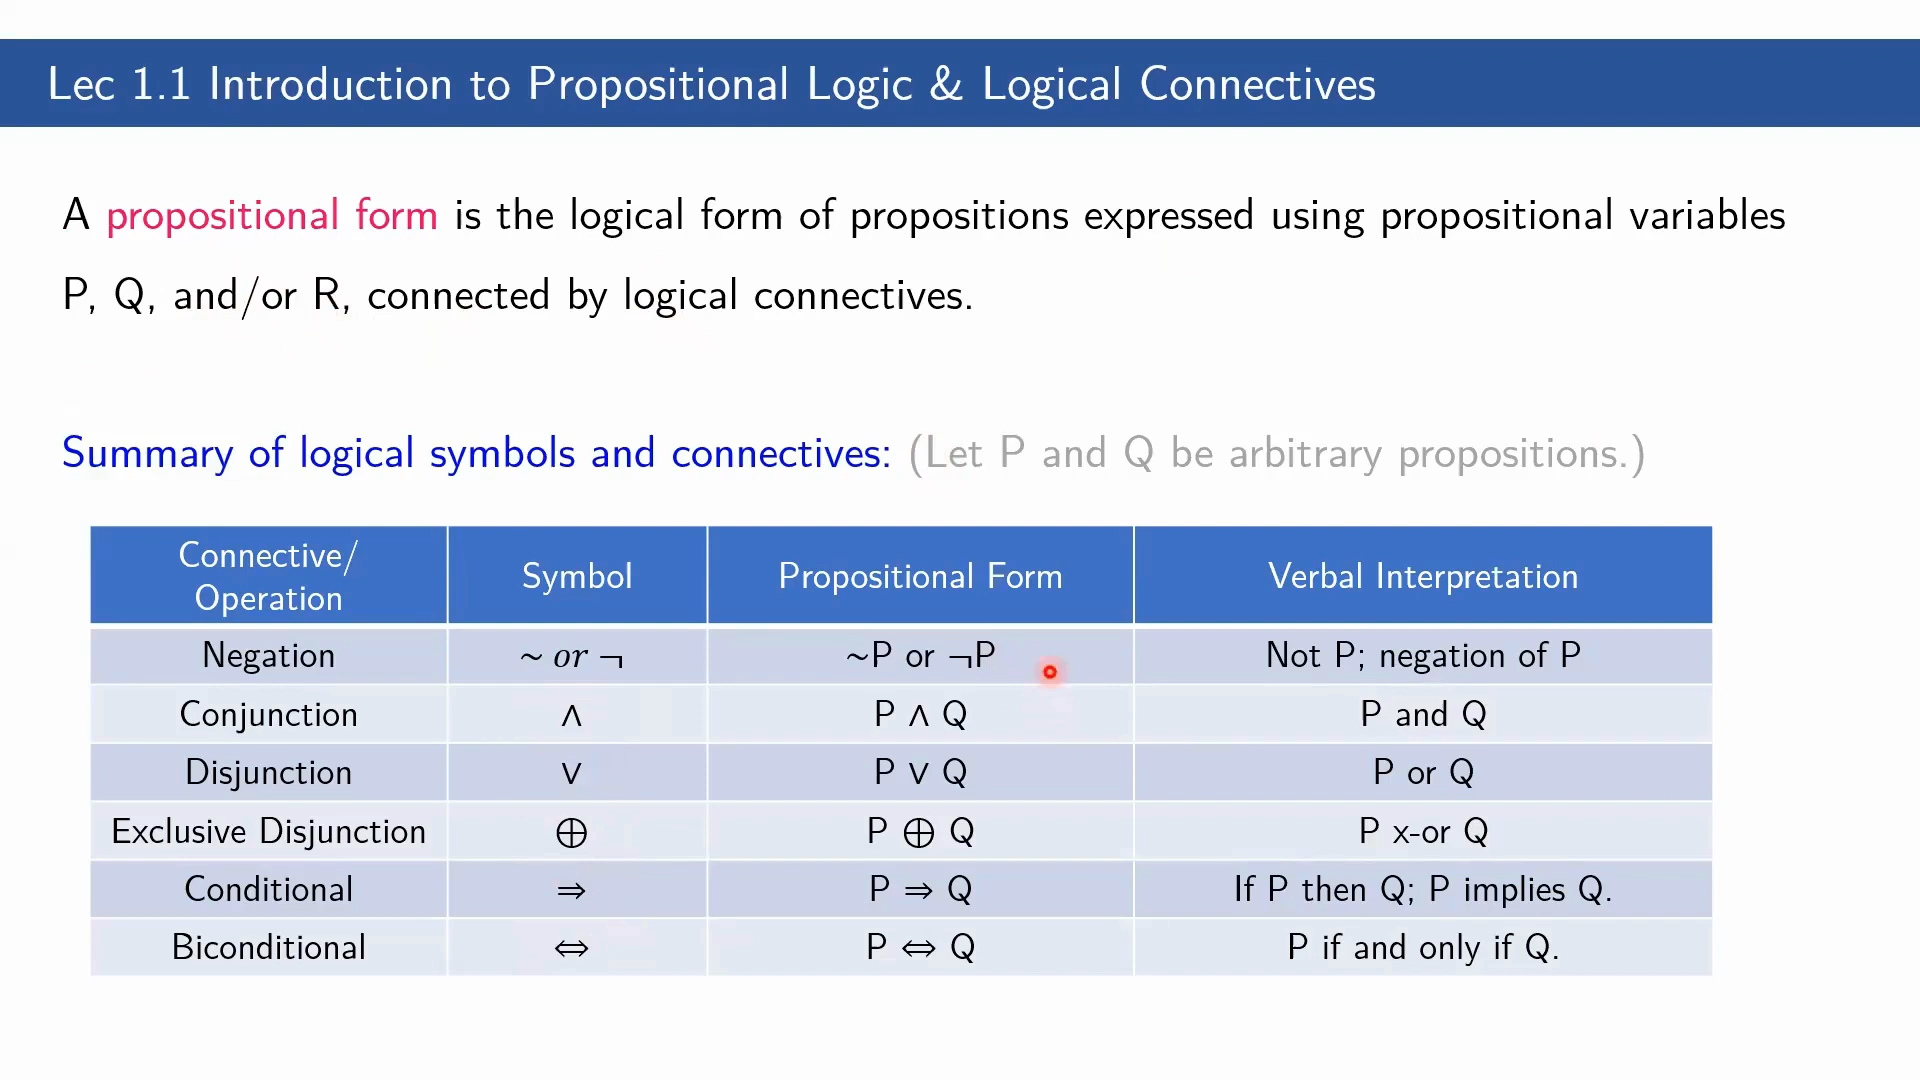 Lec 1.1 Introduction to Propositional Logic & Logical Connectives
A propositional form is the logical form of propositions expressed using propositional variables
P, Q, and/or R, connected by logical connectives.
Summary of logical symbols and connectives: (Let P and Q be arbitrary propositions.)
Connective/
Operation
Symbol
Propositional Form
Verbal Interpretation
Negation
~ or ¬
~P or ¬P
Not P; negation of P
Conjunction
∧
P ∧ Q
P and Q
Disjunction
∨
P ∨ Q
P or Q
Exclusive Disjunction
⊕
P ⊕ Q
P x-or Q
Conditional
⇒
P ⇒ Q
If P then Q; P implies Q.
Biconditional
⇔
P ⇔ Q
P if and only if Q.